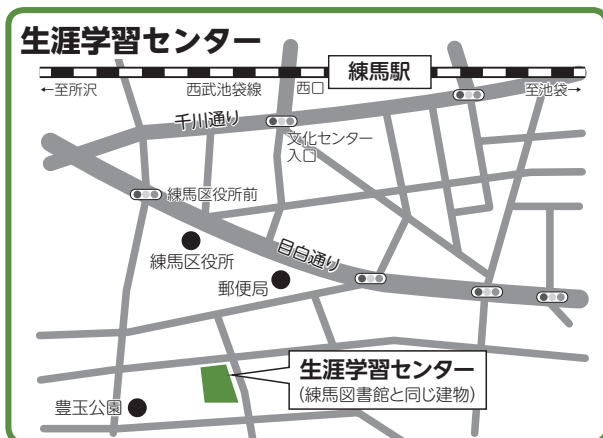 生涯学習センター
練馬駅
←至所沢
西武池袋線
西口
至池袋→
千川通り
文化センター
入口
練馬区役所前
練馬区役所
目白通り
郵便局
生涯学習センター
(練馬図書館と同じ建物)
豊玉公園